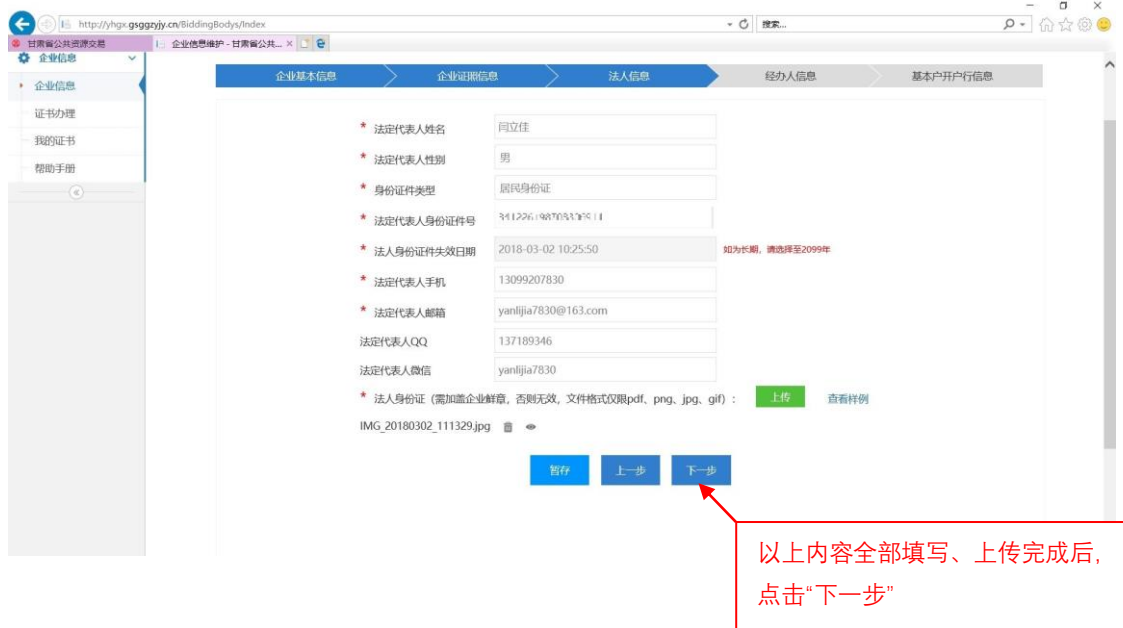 http://yhgx.gsggzyjy.cn/BiddingBodys/Index
搜索...
甘肃省公共资源交易
企业信息维护 - 甘肃省公共... ×
企业信息
企业信息
证书办理
我的证书
帮助手册
企业基本信息 企业证照信息 法人信息 经办人信息 基本户开户行信息
* 法定代表人姓名 闫立佳
* 法定代表人性别 男
* 身份证件类型 居民身份证
* 法定代表人身份证件号
* 法人身份证件失效日期 2018-03-02 10:25:50 如为长期，请选择至2099年
* 法定代表人手机 13099207830
* 法定代表人邮箱 yanlijia7830@163.com
法定代表人QQ 137189346
法定代表人微信 yanlijia7830
* 法人身份证（需加盖企业鲜章，否则无效，文件格式仅限pdf、png、jpg、gif）： 上传 查看样例
IMG_20180302_111329.jpg
暂存 上一步 下一步
以上内容全部填写、上传完成后,
点击“下一步”